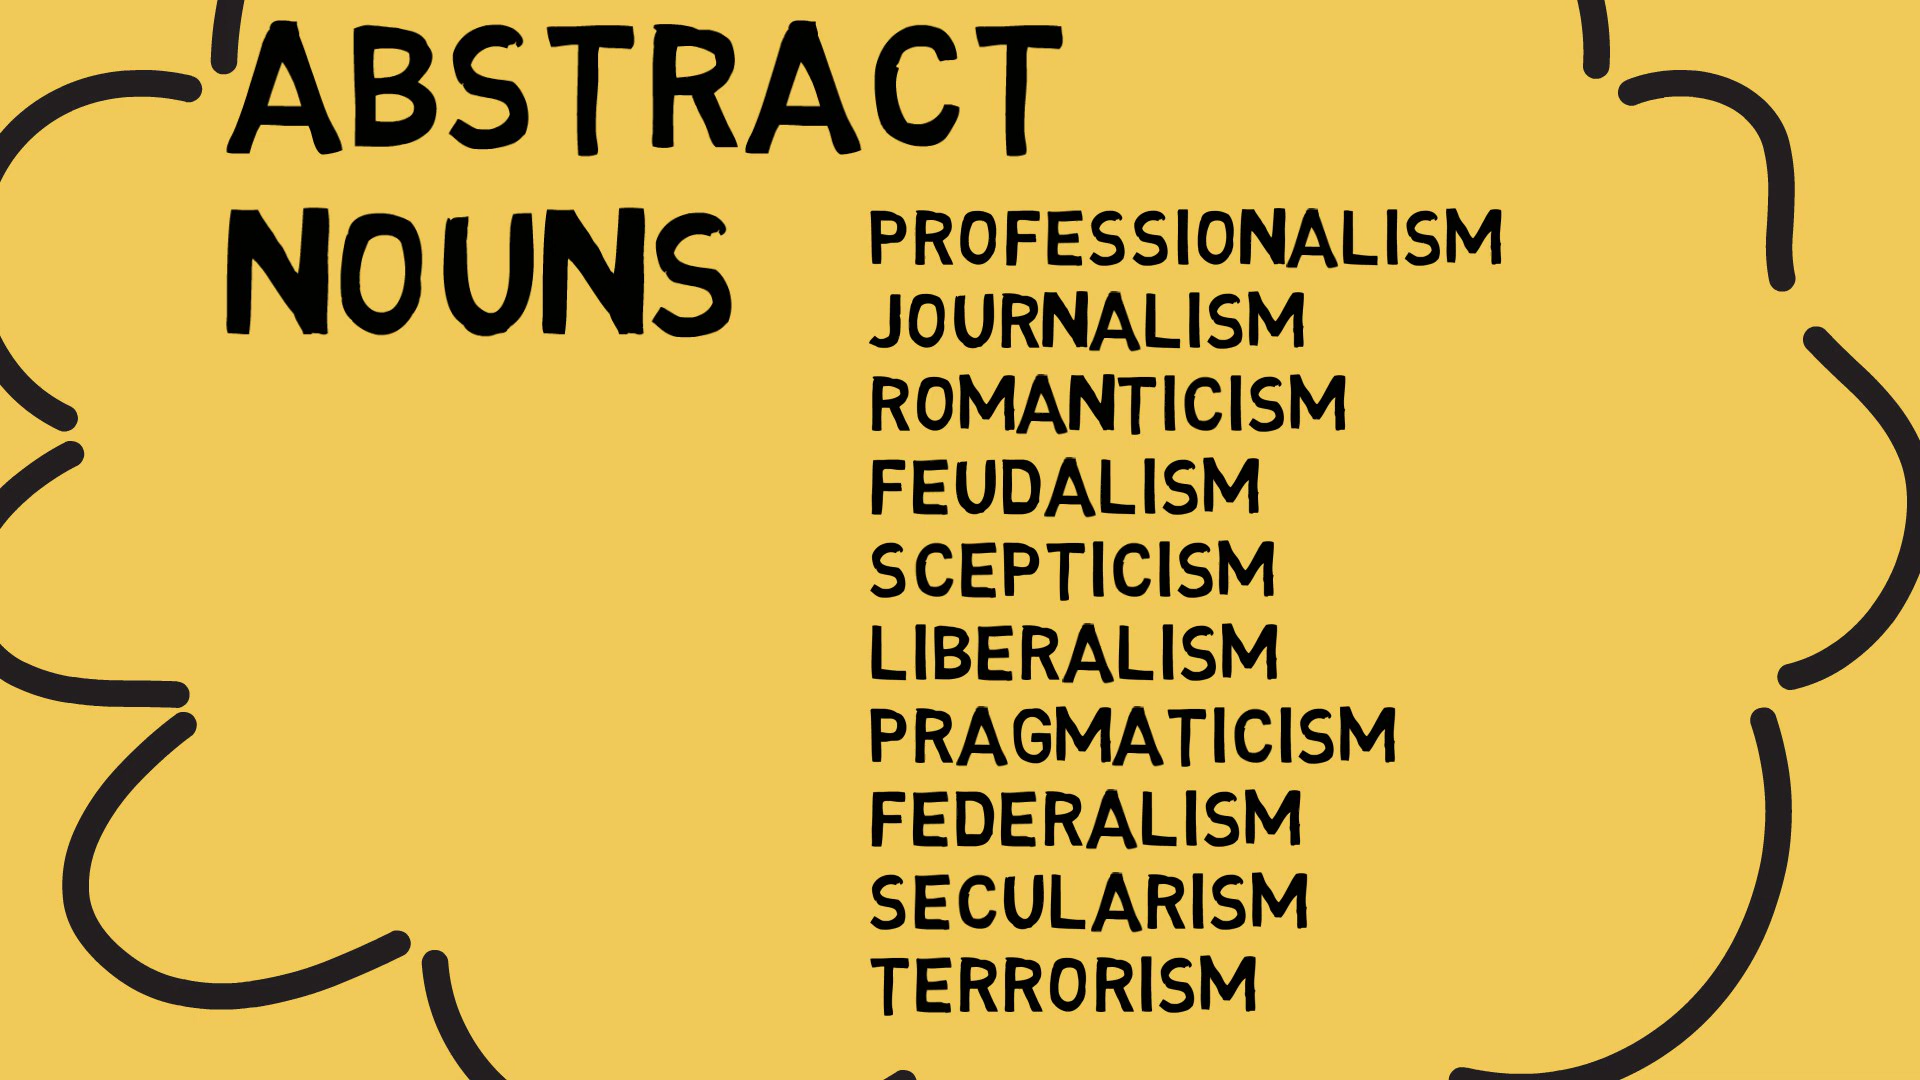 ABSTRACT
NOUNS
PROFESSIONALISM
JOURNALISM
ROMANTICISM
FEUDALISM
SCEPTICISM
LIBERALISM
PRAGMATICISM
FEDERALISM
SECULARISM
TERRORISM